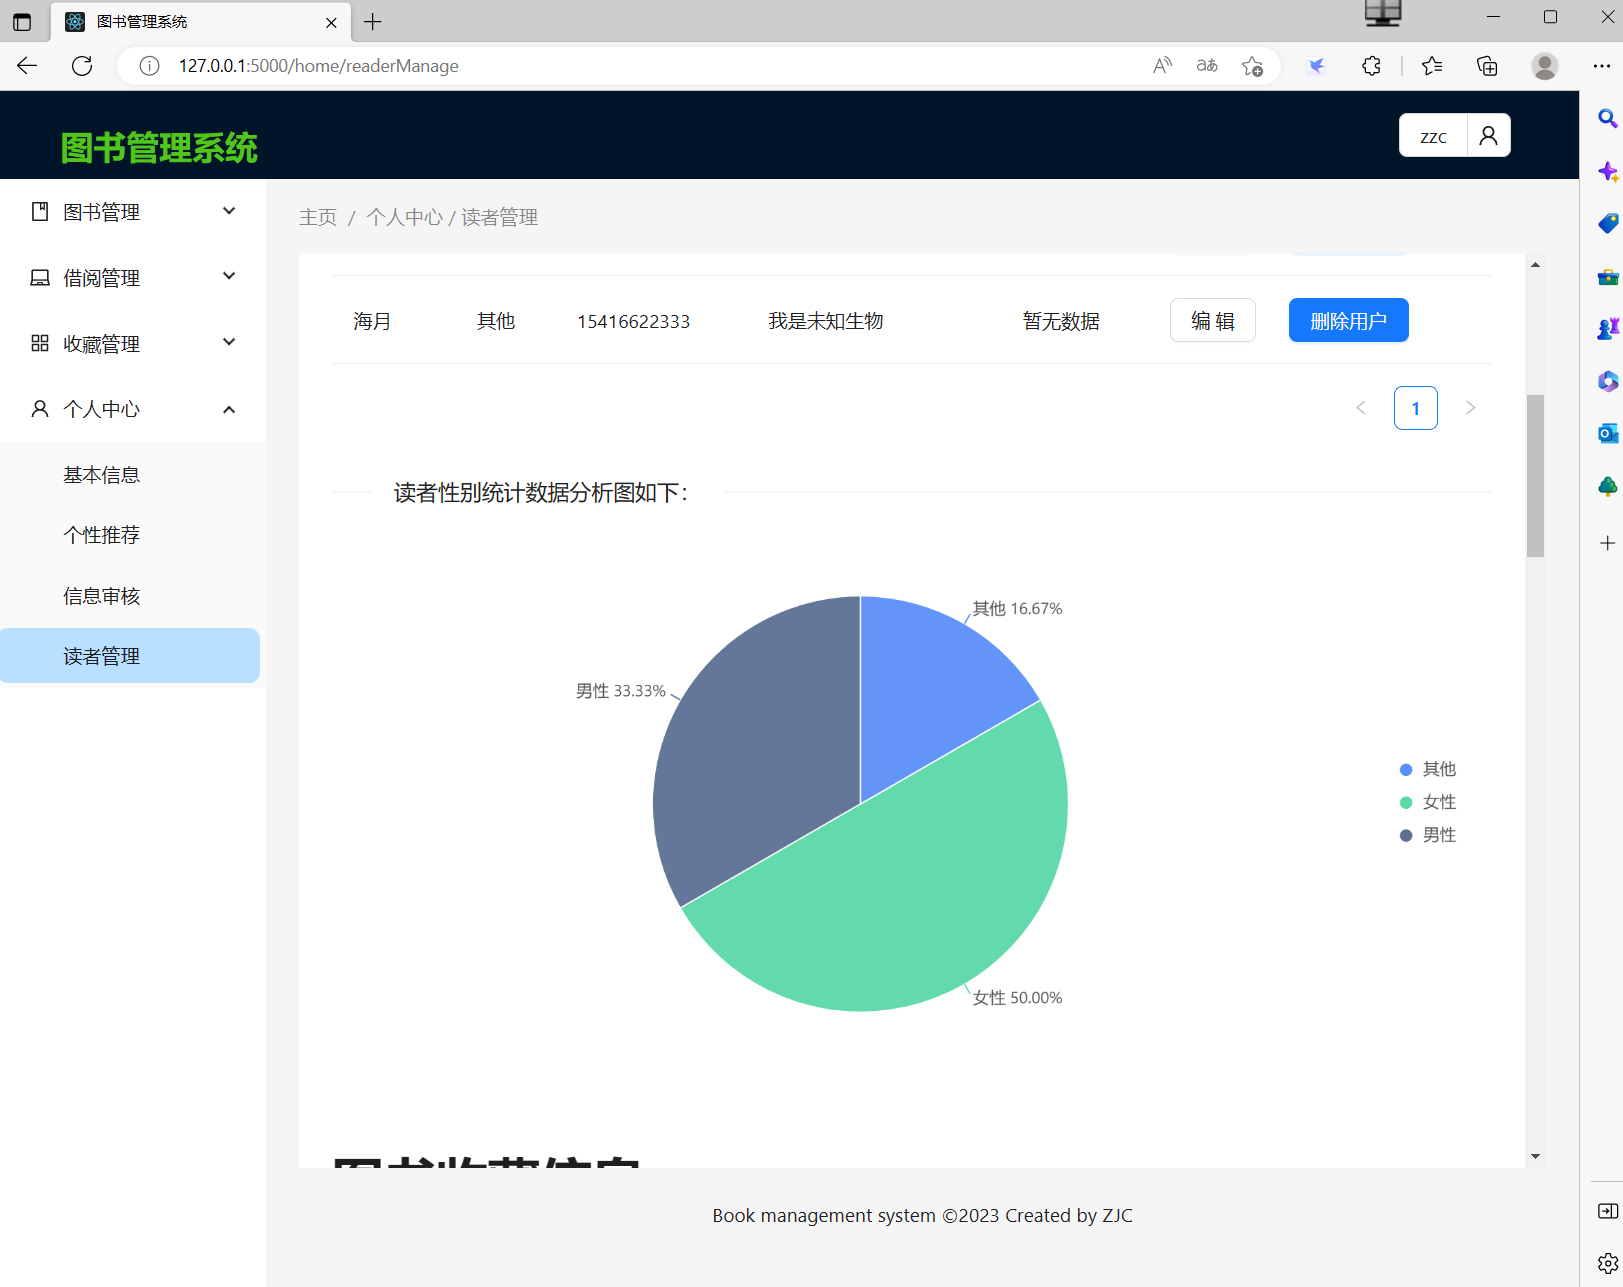 图书管理系统
127.0.0.1:5000/home/readerManage
图书管理系统
zzc
图书管理
借阅管理
收藏管理
个人中心
基本信息
个性推荐
信息审核
读者管理
主页 / 个人中心 / 读者管理
海月 其他 15416622333 我是未知生物 暂无数据 编 辑 删除用户
1
读者性别统计数据分析图如下：
其他 16.67%
男性 33.33%
女性 50.00%
其他
女性
男性
图书收藏信息
Book management system ©2023 Created by ZJC